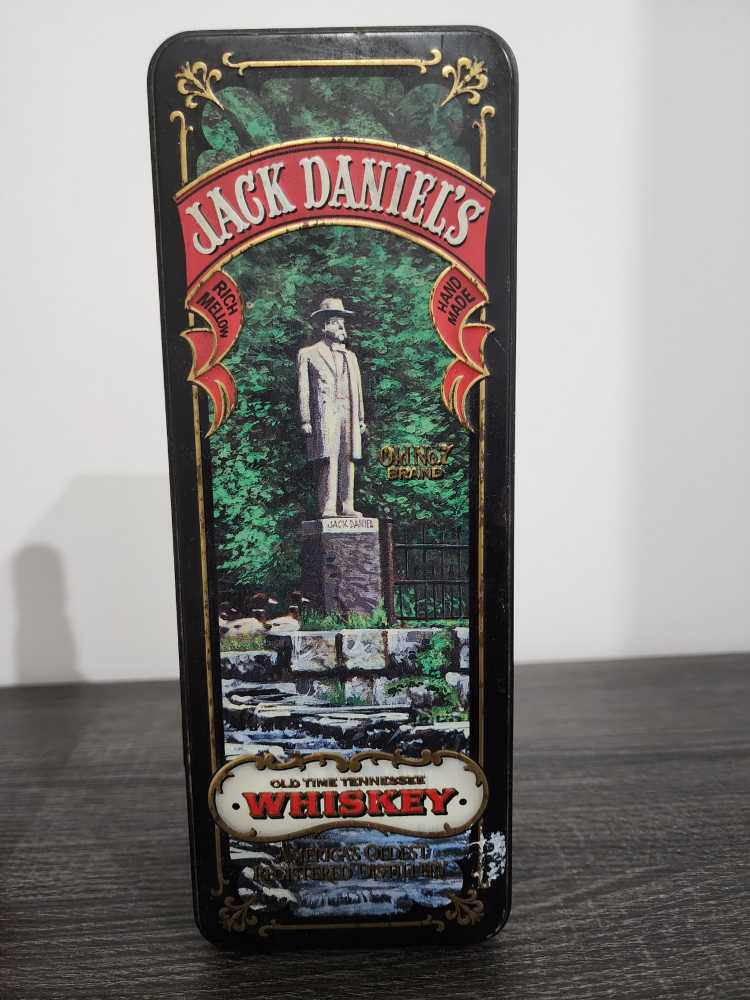 JACK DANIEL'S
RICH
MELLOW
HAND
MADE
Old No.7
BRAND
JACK DANIEL
OLD TIME TENNESSEE
· WHISKEY ·
AMERICA'S OLDEST
REGISTERED DISTILLERY